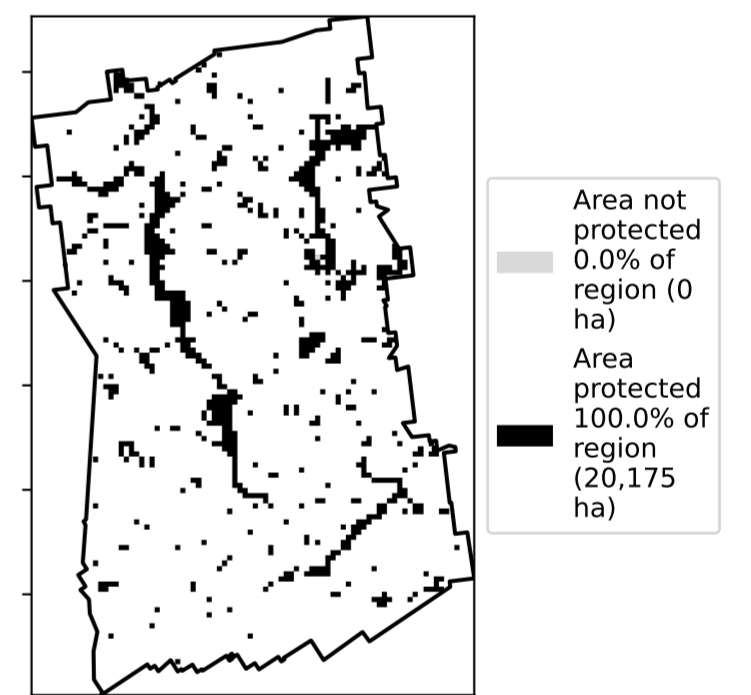 Area not
protected
0.0% of
region (0
ha)
Area
protected
100.0% of
region
(20,175
ha)